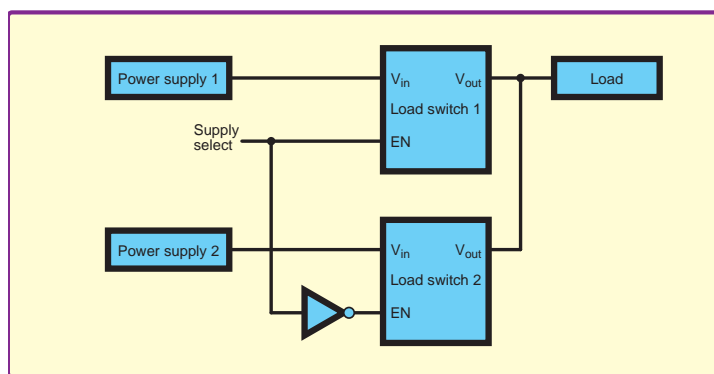 Power supply 1
Vin
Vout
Load
Load switch 1
Supply
select
EN
Power supply 2
Vin
Vout
Load switch 2
EN